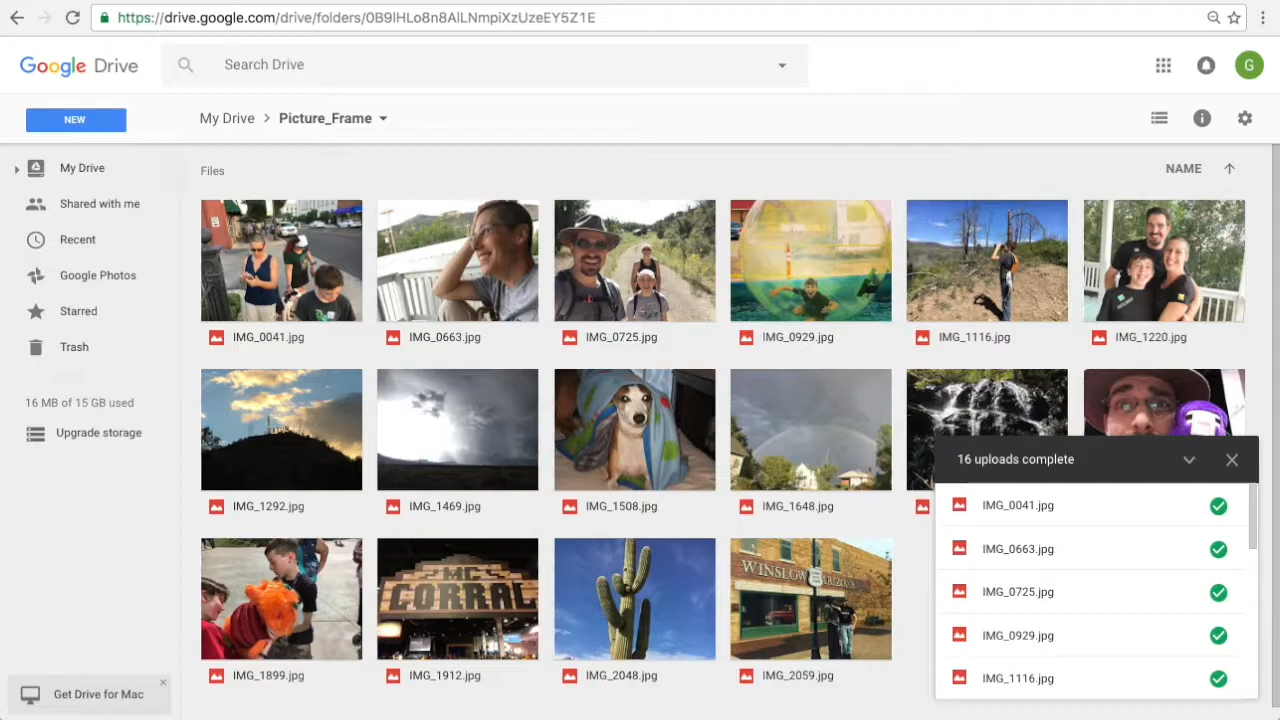 https://drive.google.com/drive/folders/0B9lHLo8n8AlLNmpiXzUzeEY5Z1E
Google Drive
Search Drive
G
NEW
My Drive > Picture_Frame
My Drive
Shared with me
Recent
Google Photos
Starred
Trash
16 MB of 15 GB used
Upgrade storage
Get Drive for Mac
Files
NAME
IMG_0041.jpg
IMG_0663.jpg
IMG_0725.jpg
IMG_0929.jpg
IMG_1116.jpg
IMG_1220.jpg
IMG_1292.jpg
IMG_1469.jpg
IMG_1508.jpg
IMG_1648.jpg
IMG_1899.jpg
CORRAL
IMG_1912.jpg
IMG_2048.jpg
WINSLOW ARIZONA
IMG_2059.jpg
16 uploads complete
IMG_0041.jpg
IMG_0663.jpg
IMG_0725.jpg
IMG_0929.jpg
IMG_1116.jpg